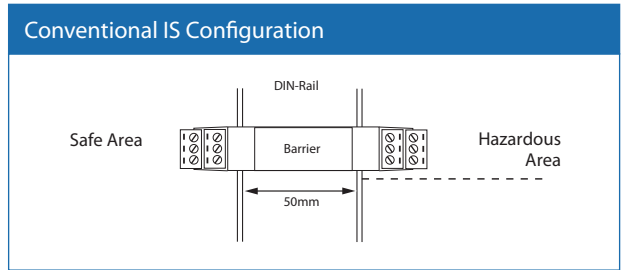 Conventional IS Configuration
DIN-Rail
Safe Area
Barrier
Hazardous
Area
50mm